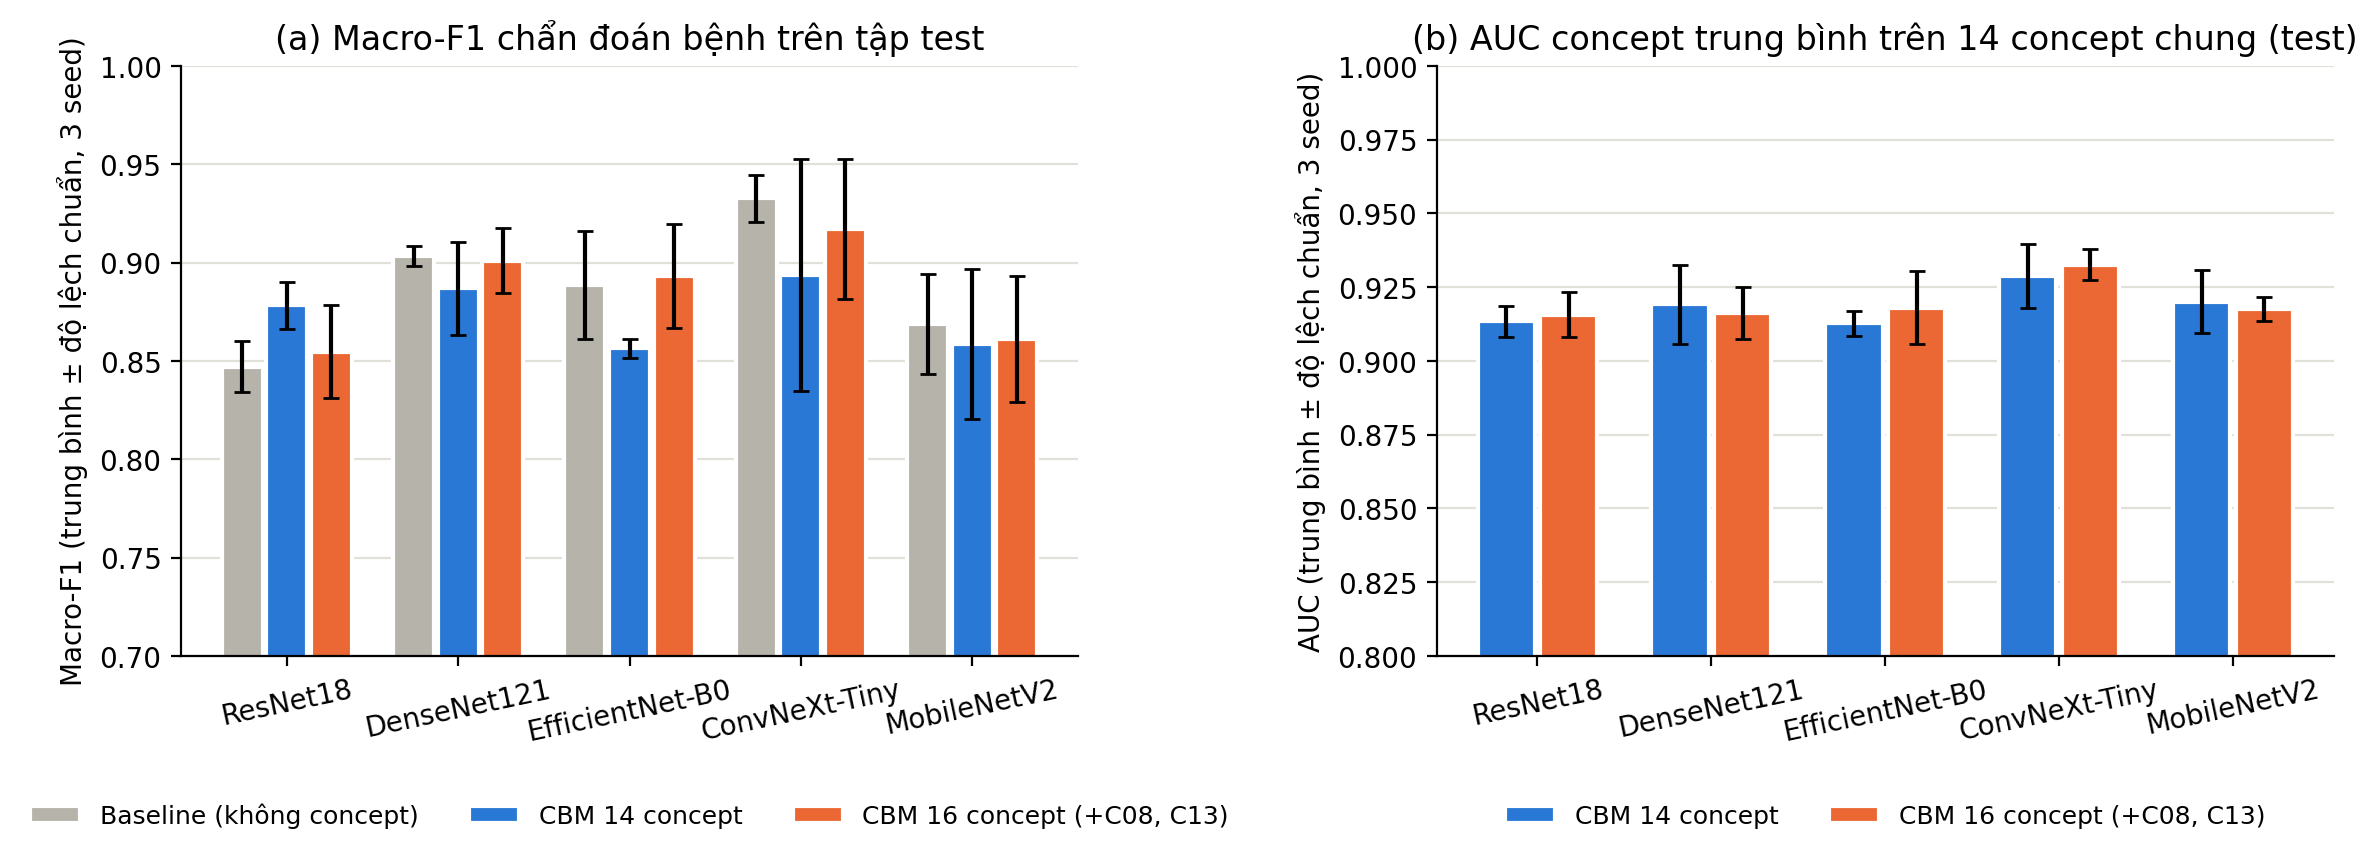 (a) Macro-F1 chẩn đoán bệnh trên tập test
Macro-F1 (trung bình ± độ lệch chuẩn, 3 seed)
1.00
0.95
0.90
0.85
0.80
0.75
0.70
ResNet18
DenseNet121
EfficientNet-B0
ConvNeXt-Tiny
MobileNetV2
Baseline (không concept)
CBM 14 concept
CBM 16 concept (+C08, C13)
(b) AUC concept trung bình trên 14 concept chung (test)
AUC (trung bình ± độ lệch chuẩn, 3 seed)
1.000
0.975
0.950
0.925
0.900
0.875
0.850
0.825
0.800
ResNet18
DenseNet121
EfficientNet-B0
ConvNeXt-Tiny
MobileNetV2
CBM 14 concept
CBM 16 concept (+C08, C13)